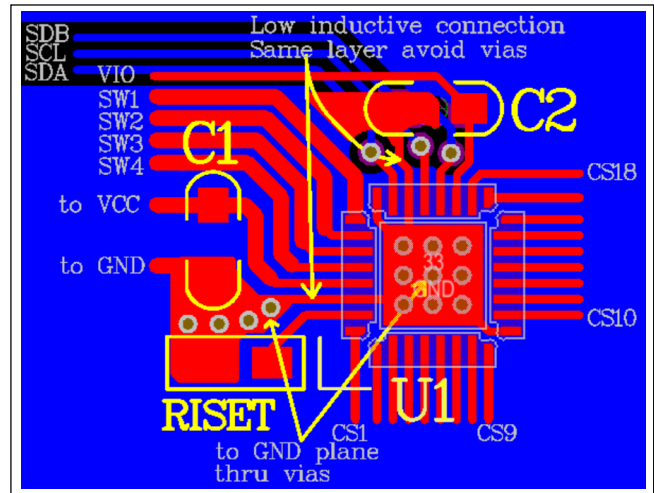 SDB
SCL
SDA
Low inductive connection
Same layer avoid vias
VIO
SW1
SW2
SW3
SW4
C1
C2
CS18
to VCC
to GND
33
GND
CS10
RISET
U1
CS1
CS9
to GND plane
thru vias